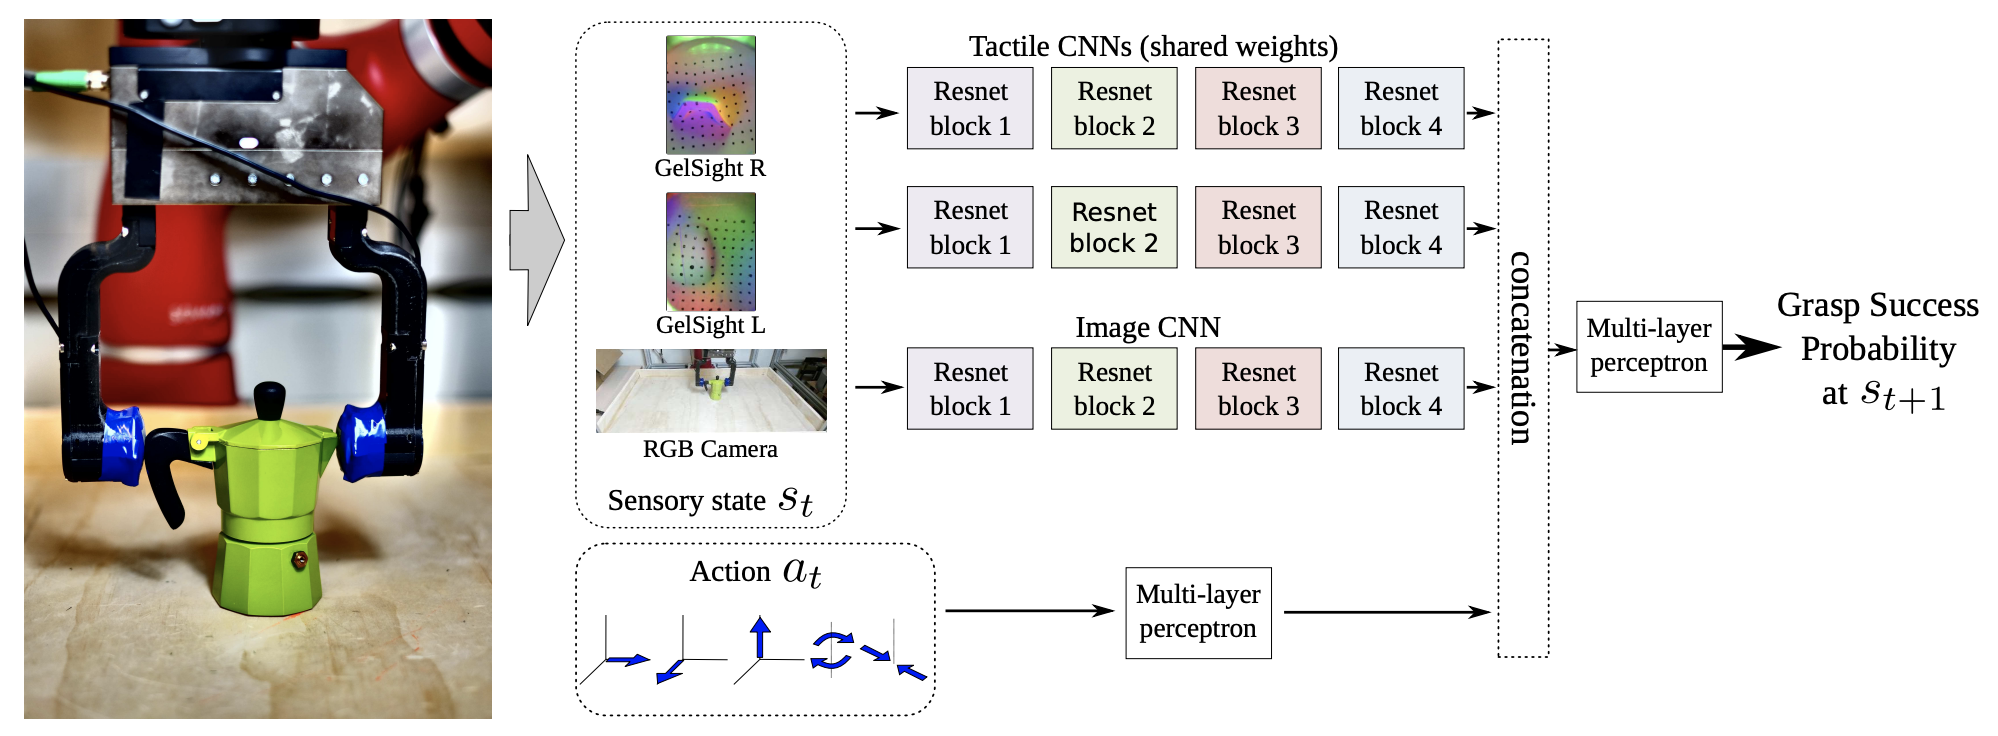 GelSight R
GelSight L
RGB Camera
Sensory state s_t
Action a_t
Tactile CNNs (shared weights)
Resnet
block 1
Resnet
block 2
Resnet
block 3
Resnet
block 4
Resnet
block 1
Resnet
block 2
Resnet
block 3
Resnet
block 4
Image CNN
Resnet
block 1
Resnet
block 2
Resnet
block 3
Resnet
block 4
Multi-layer
perceptron
concatenation
Multi-layer
perceptron
Grasp Success
Probability
at s_{t+1}